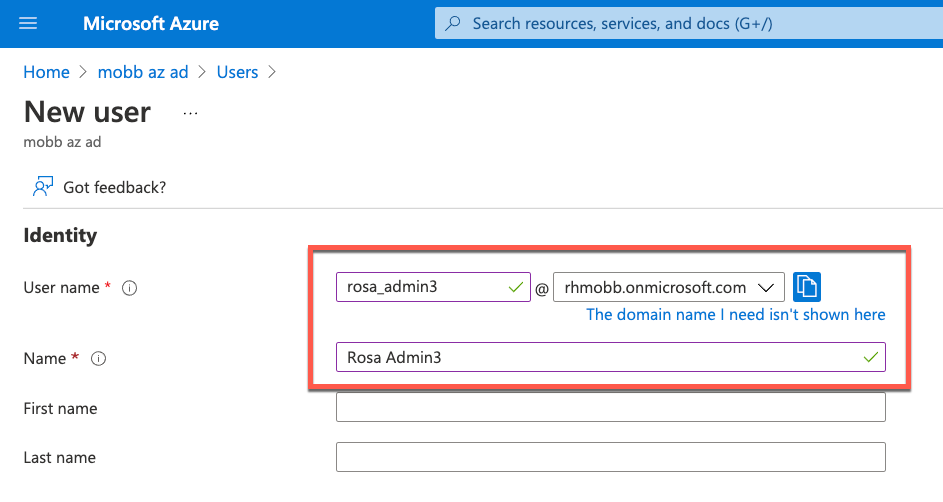 Microsoft Azure
Search resources, services, and docs (G+/)
Home > mobb az ad > Users >
New user ...
mobb az ad
Got feedback?
Identity
User name *
rosa_admin3 @ rhmobb.onmicrosoft.com
The domain name I need isn't shown here
Name *
Rosa Admin3
First name
Last name